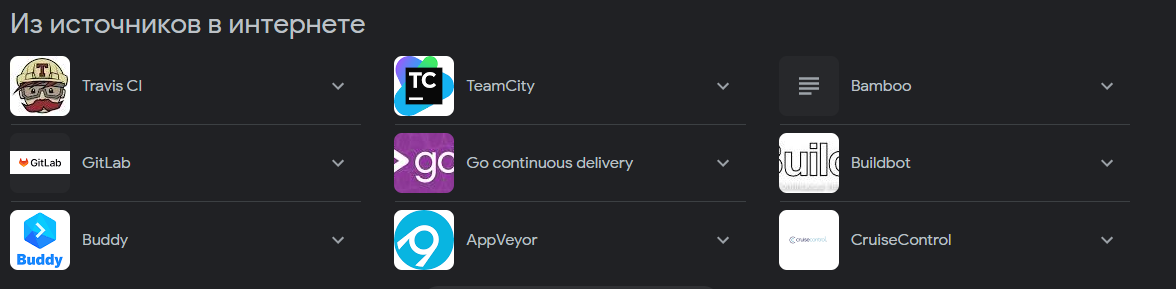 Из источников в интернете
T
Travis CI
TC
TeamCity
Bamboo
GitLab
GitLab
go
Go continuous delivery
Build
Buildbot
Buddy
Buddy
AppVeyor
cruisecontrol
CruiseControl